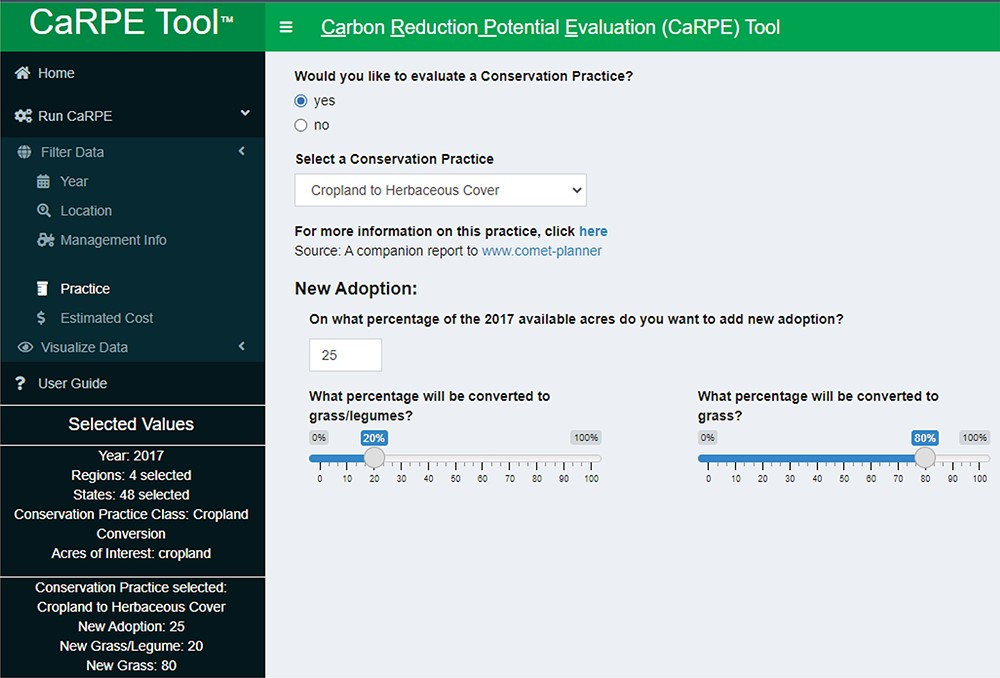 CaRPE Tool™
Carbon Reduction Potential Evaluation (CaRPE) Tool
Home
Run CaRPE
Filter Data
Year
Location
Management Info
Practice
$ Estimated Cost
Visualize Data
? User Guide
Selected Values
Year: 2017
Regions: 4 selected
States: 48 selected
Conservation Practice Class: Cropland
Conversion
Acres of Interest: cropland
Conservation Practice selected:
Cropland to Herbaceous Cover
New Adoption: 25
New Grass/Legume: 20
New Grass: 80
Would you like to evaluate a Conservation Practice?
yes
no
Select a Conservation Practice
Cropland to Herbaceous Cover
For more information on this practice, click here
Source: A companion report to www.comet-planner
New Adoption:
On what percentage of the 2017 available acres do you want to add new adoption?
25
What percentage will be converted to
grass/legumes?
0% 20% 100%
0 10 20 30 40 50 60 70 80 90 100
What percentage will be converted to
grass?
0% 80% 100%
0 10 20 30 40 50 60 70 80 90 100